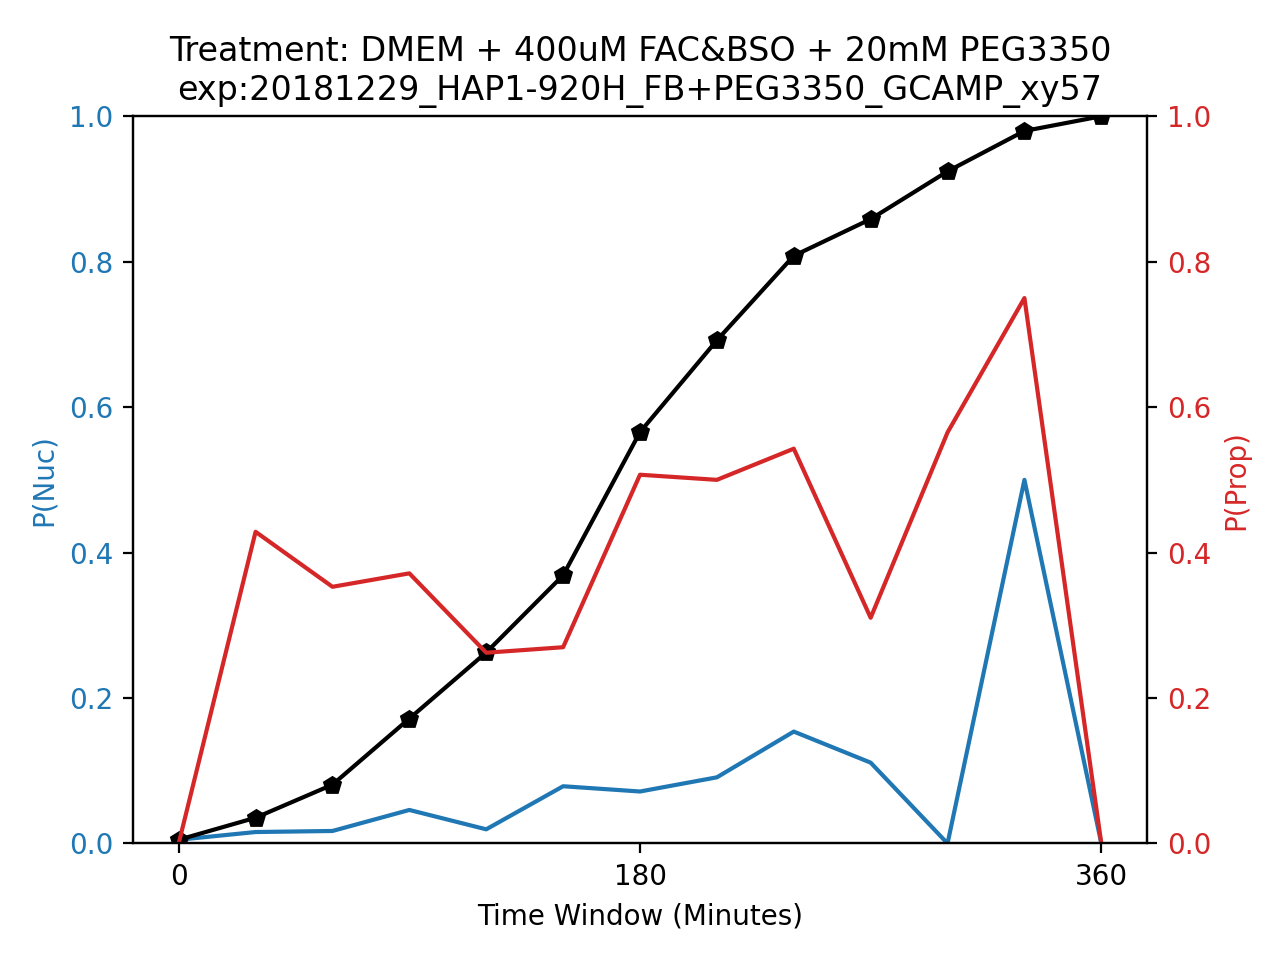 Treatment: DMEM + 400uM FAC&BSO + 20mM PEG3350
exp:20181229_HAP1-920H_FB+PEG3350_GCAMP_xy57
1.0
0.8
0.6
0.4
0.2
0.0
P(Nuc)
1.0
0.8
0.6
0.4
0.2
0.0
P(Prop)
0 180 360
Time Window (Minutes)